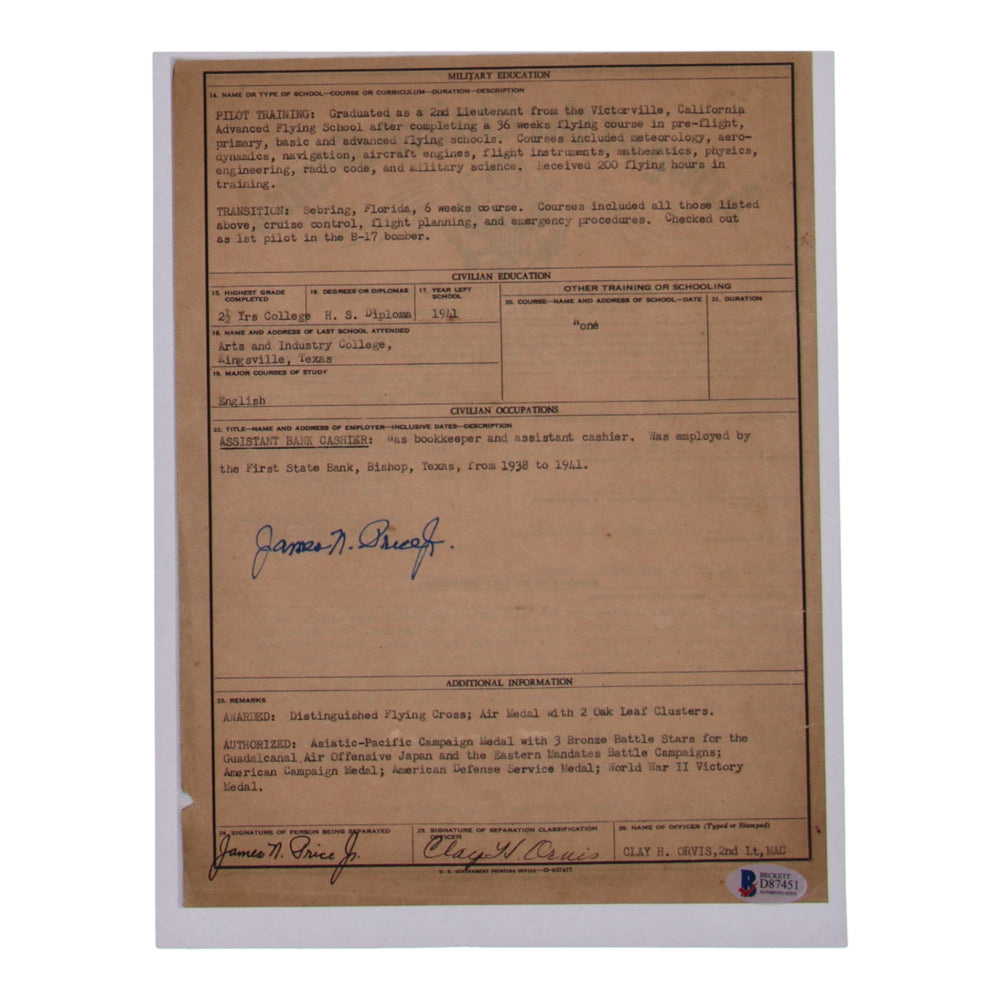 MILITARY EDUCATION
14. NAME OR TYPE OF SCHOOL—COURSE OR CURRICULUM—DURATION—DESCRIPTION
PILOT TRAINING: Graduated as a 2nd Lieutenant from the Victorville, California
Advanced Flying School after completing a 36 weeks flying course in pre-flight,
primary, basic and advanced flying schools. Courses included meteorology, aero-
dynamics, navigation, aircraft engines, flight instruments, mathematics, physics,
engineering, radio code, and military science. Received 200 flying hours in
training.
TRANSITION: Sebring, Florida, 6 weeks course. Courses included all those listed
above, cruise control, flight planning, and emergency procedures. Checked out
as 1st pilot in the B-17 bomber.
CIVILIAN EDUCATION
15. HIGHEST GRADE COMPLETED
2½ Yrs College
16. DEGREES OR DIPLOMAS
H. S. Diploma
17. YEAR LEFT SCHOOL
1941
OTHER TRAINING OR SCHOOLING
20. COURSE—NAME AND ADDRESS OF SCHOOL—DATE
None
21. DURATION
18. NAME AND ADDRESS OF LAST SCHOOL ATTENDED
Arts and Industry College,
Kingsville, Texas
19. MAJOR COURSES OF STUDY
English
CIVILIAN OCCUPATIONS
22. TITLE—NAME AND ADDRESS OF EMPLOYER—INCLUSIVE DATES—DESCRIPTION
ASSISTANT BANK CASHIER: Was bookkeeper and assistant cashier. Was employed by
the First State Bank, Bishop, Texas, from 1938 to 1941.
James N. Price Jr.
ADDITIONAL INFORMATION
23. REMARKS
AWARDED: Distinguished Flying Cross; Air Medal with 2 Oak Leaf Clusters.
AUTHORIZED: Asiatic-Pacific Campaign Medal with 3 Bronze Battle Stars for the
Guadalcanal Air Offensive Japan and the Eastern Mandates Battle Campaigns;
American Campaign Medal; American Defense Service Medal; World War II Victory
Medal.
24. SIGNATURE OF PERSON BEING SEPARATED
James N. Price Jr.
25. SIGNATURE OF SEPARATION CLASSIFICATION OFFICER
Clay H. Orvis
26. NAME OF OFFICER (Typed or Stamped)
CLAY H. ORVIS, 2nd Lt, MAC
U. S. GOVERNMENT PRINTING OFFICE—O-637477
BECKETT
D87451
AUTHENTICATED